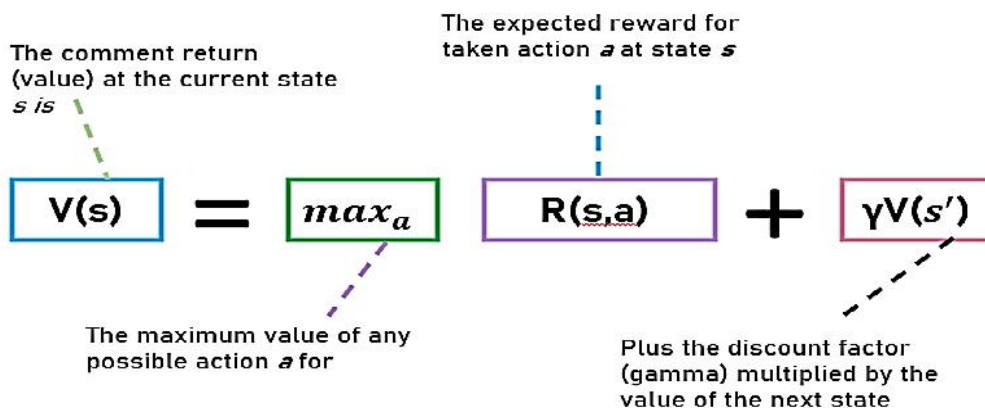 The expected reward for
taken action a at state s
The comment return
(value) at the current state
s is
V(s) = max_a R(s,a) + γV(s′)
The maximum value of any
possible action a for
Plus the discount factor
(gamma) multiplied by the
value of the next state